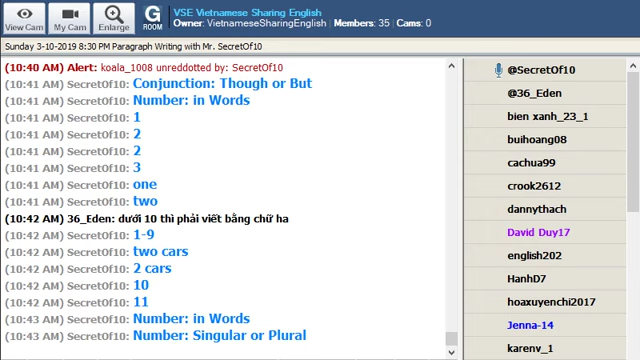 View Cam
My Cam
Enlarge
G
ROOM
VSE Vietnamese Sharing English
Owner: VietnameseSharingEnglish | Members: 35 | Cams: 0
Sunday 3-10-2019 8:30 PM Paragraph Writing with Mr. SecretOf10
(10:40 AM) Alert: koala_1008 unreddotted by: SecretOf10
(10:41 AM) SecretOf10: Conjunction: Though or But
(10:41 AM) SecretOf10: Number: in Words
(10:41 AM) SecretOf10: 1
(10:41 AM) SecretOf10: 2
(10:41 AM) SecretOf10: 2
(10:41 AM) SecretOf10: 3
(10:41 AM) SecretOf10: one
(10:41 AM) SecretOf10: two
(10:42 AM) 36_Eden: dưới 10 thì phải viết bằng chữ ha
(10:42 AM) SecretOf10: 1-9
(10:42 AM) SecretOf10: two cars
(10:42 AM) SecretOf10: 2 cars
(10:42 AM) SecretOf10: 10
(10:42 AM) SecretOf10: 11
(10:43 AM) SecretOf10: Number: in Words
(10:43 AM) SecretOf10: Number: Singular or Plural
@SecretOf10
@36_Eden
bien xanh_23_1
buihoang08
cachua99
crook2612
dannythach
David Duy17
english202
HanhD7
hoaxuyenchi2017
Jenna-14
karenv_1